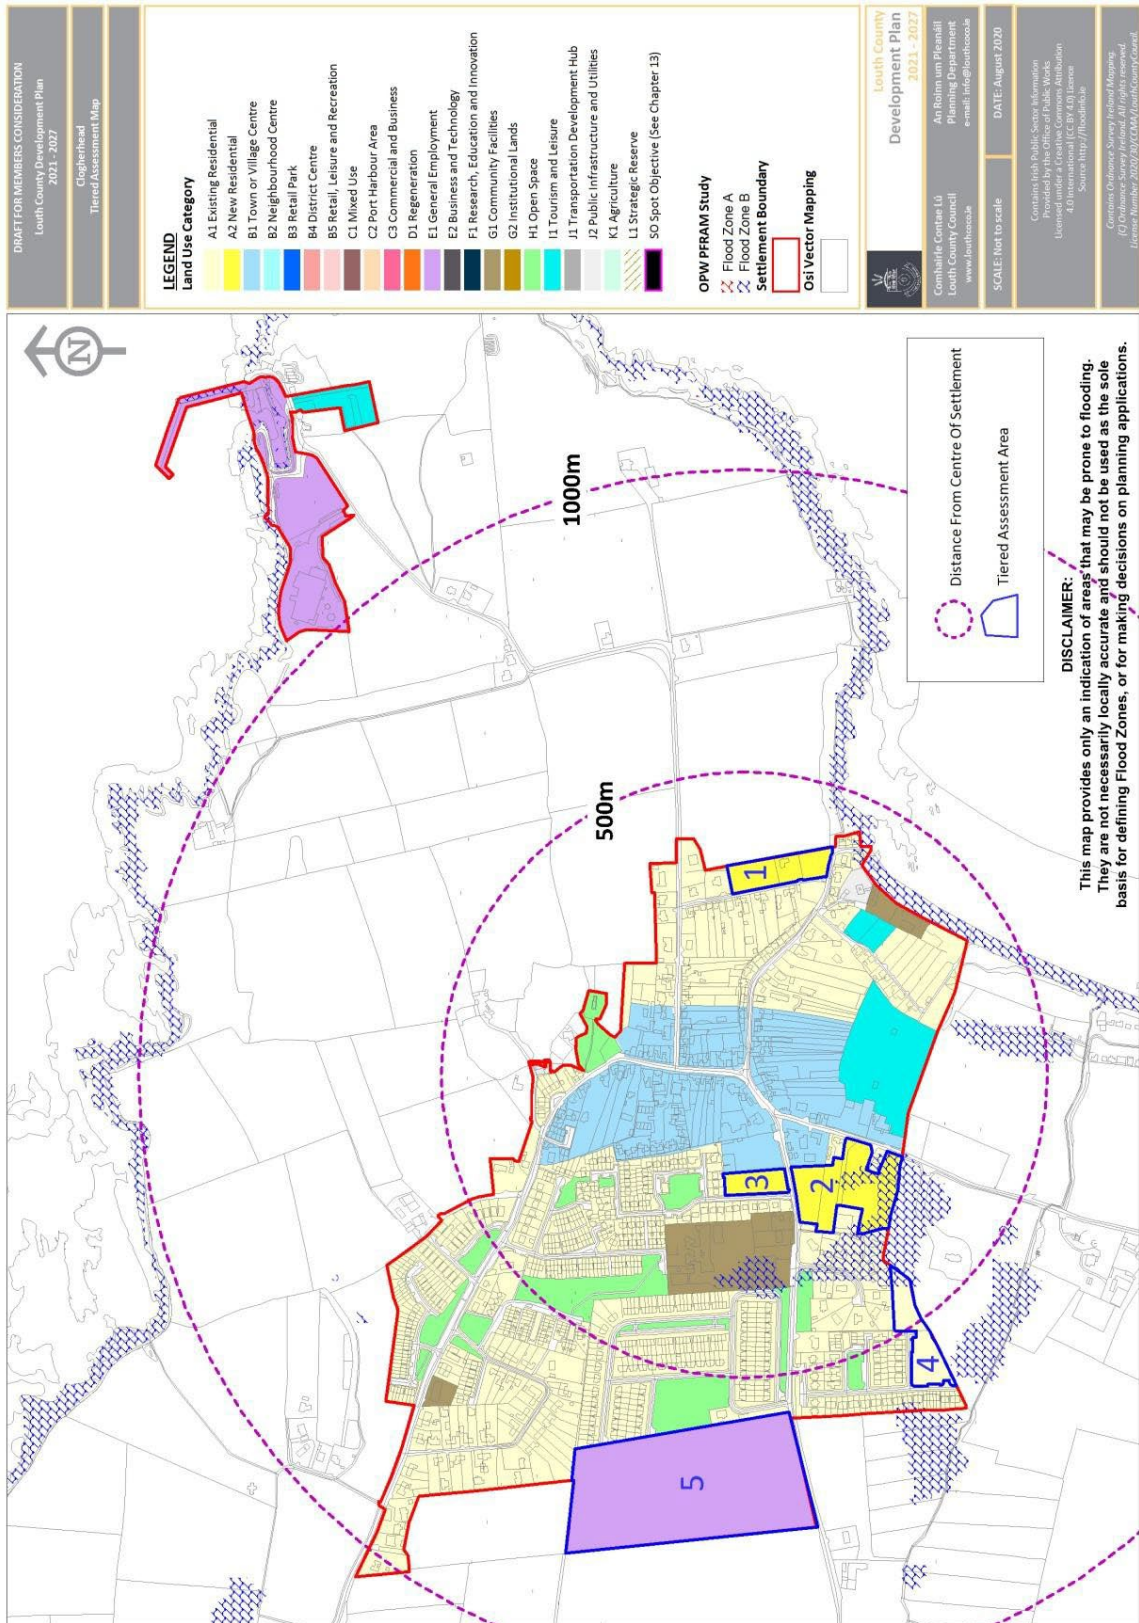 DRAFT FOR MEMBERS CONSIDERATION
Louth County Development Plan
2021 - 2027
Clogherhead
Tiered Assessment Map
LEGEND
Land Use Category
A1 Existing Residential
A2 New Residential
B1 Town or Village Centre
B2 Neighbourhood Centre
B3 Retail Park
B4 District Centre
B5 Retail, Leisure and Recreation
C1 Mixed Use
C2 Port Harbour Area
C3 Commercial and Business
D1 Regeneration
E1 General Employment
E2 Business and Technology
F1 Research, Education and Innovation
G1 Community Facilities
G2 Institutional Lands
H1 Open Space
I1 Tourism and Leisure
J1 Transportation Development Hub
J2 Public Infrastructure and Utilities
K1 Agriculture
L1 Strategic Reserve
SO Spot Objective (See Chapter 13)
OPW PFRAM Study
Flood Zone A
Flood Zone B
Settlement Boundary
Osi Vector Mapping
Louth County
Development Plan
2021 - 2027
Comhairle Contae Lú
Louth County Council
www.louthcoco.ie
An Roinn um Pleanáil
Planning Department
e-mail: info@louthcoco.ie
SCALE: Not to scale
DATE: August 2020
Contains Irish Public Sector Information
Provided by the Office of Public Works
Licensed under a Creative Commons Attribution
4.0 International (CC BY 4.0) Licence
Source http://floodinfo.ie
Contains Ordnance Survey Ireland Mapping.
(C) Ordnance Survey Ireland. All rights reserved.
License Number 2020/
N
1000m
500m
1
2
3
4
5
Distance From Centre Of Settlement
Tiered Assessment Area
DISCLAIMER:
This map provides only an indication of areas that may be prone to flooding.
They are not necessarily locally accurate and should not be used as the sole
basis for defining Flood Zones, or for making decisions on planning applications.